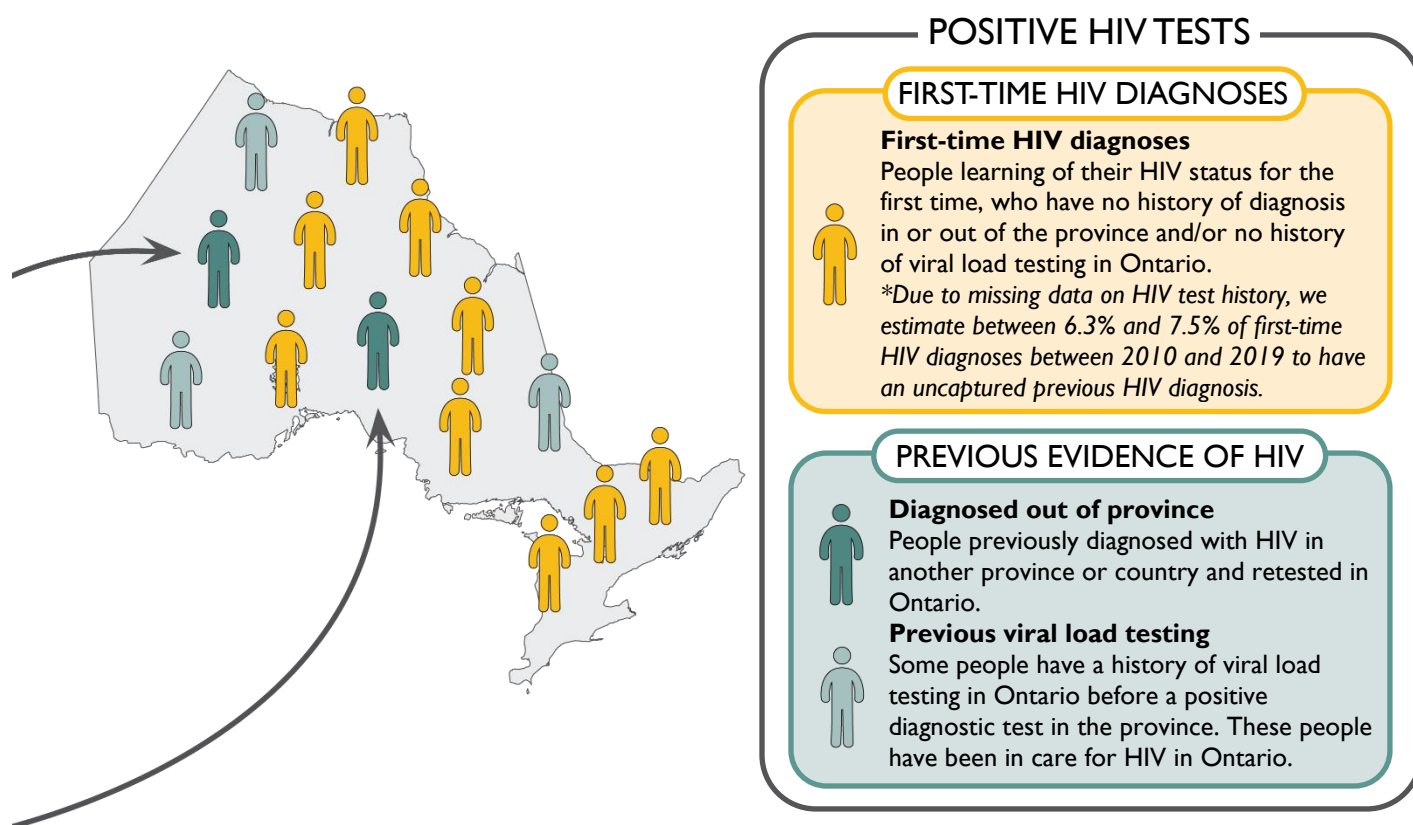 POSITIVE HIV TESTS
FIRST-TIME HIV DIAGNOSES
First-time HIV diagnoses
People learning of their HIV status for the
first time, who have no history of diagnosis
in or out of the province and/or no history
of viral load testing in Ontario.
*Due to missing data on HIV test history, we
estimate between 6.3% and 7.5% of first-time
HIV diagnoses between 2010 and 2019 to have
an uncaptured previous HIV diagnosis.
PREVIOUS EVIDENCE OF HIV
Diagnosed out of province
People previously diagnosed with HIV in
another province or country and retested in
Ontario.
Previous viral load testing
Some people have a history of viral load
testing in Ontario before a positive
diagnostic test in the province. These people
have been in care for HIV in Ontario.